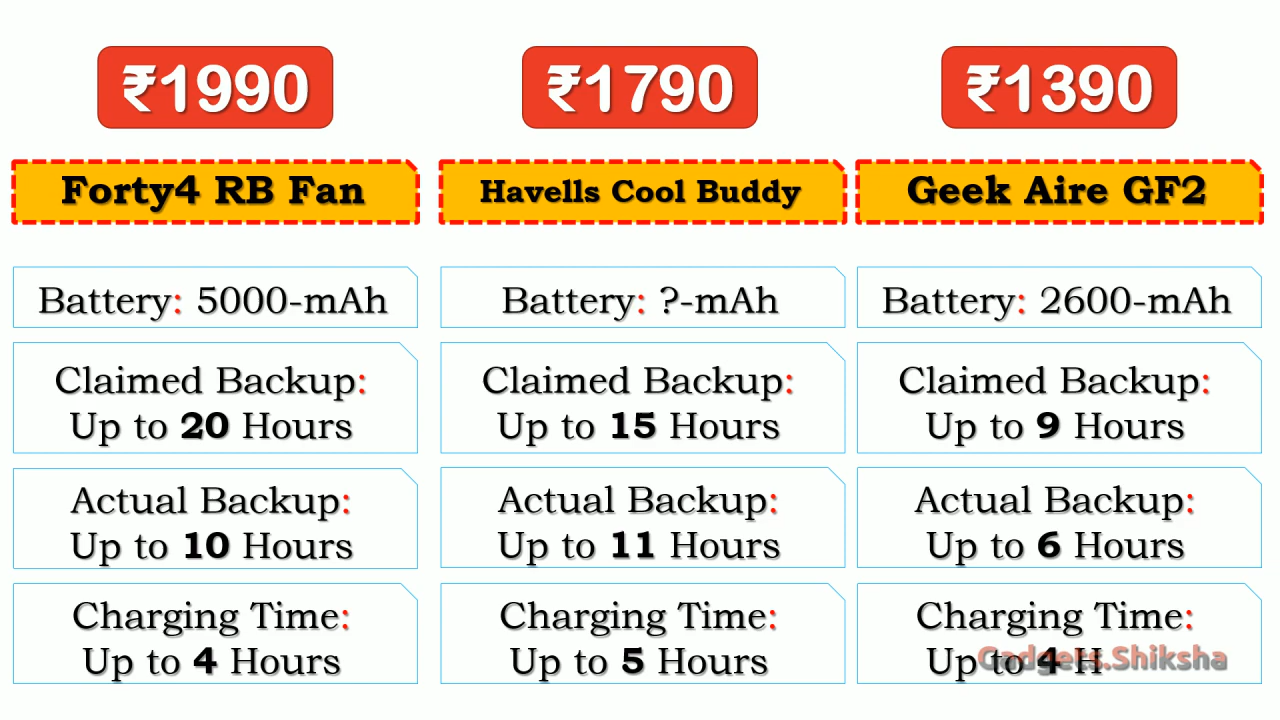 ₹1990
Forty4 RB Fan
Battery: 5000-mAh
Claimed Backup:
Up to 20 Hours
Actual Backup:
Up to 10 Hours
Charging Time:
Up to 4 Hours
₹1790
Havells Cool Buddy
Battery: ?-mAh
Claimed Backup:
Up to 15 Hours
Actual Backup:
Up to 11 Hours
Charging Time:
Up to 5 Hours
₹1390
Geek Aire GF2
Battery: 2600-mAh
Claimed Backup:
Up to 9 Hours
Actual Backup:
Up to 6 Hours
Charging Time:
Up to 4 H
Gadgets.Shiksha